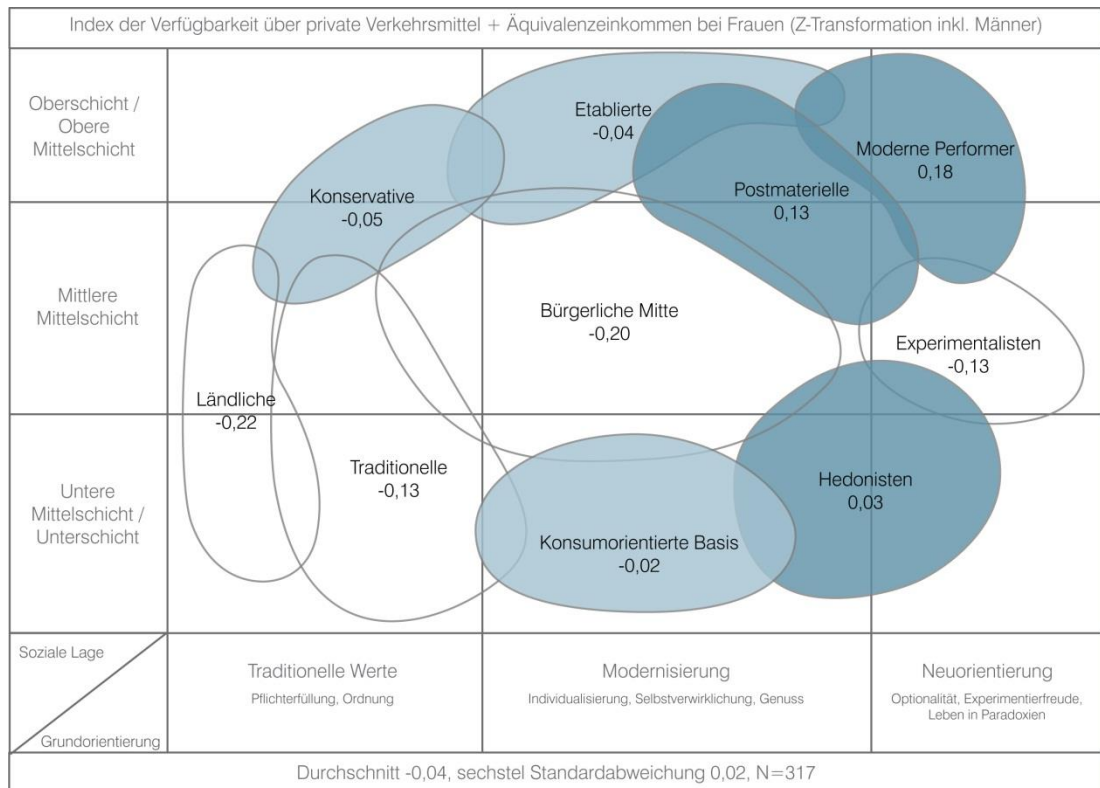 Index der Verfügbarkeit über private Verkehrsmittel + Äquivalenzeinkommen bei Frauen (Z-Transformation inkl. Männer)
Oberschicht /
Obere
Mittelschicht
Etablierte
-0,04
Moderne Performer
0,18
Konservative
-0,05
Postmaterielle
0,13
Mittlere
Mittelschicht
Bürgerliche Mitte
-0,20
Experimentalisten
-0,13
Ländliche
-0,22
Traditionelle
-0,13
Hedonisten
0,03
Untere
Mittelschicht /
Unterschicht
Konsumorientierte Basis
-0,02
Soziale Lage
Grundorientierung
Traditionelle Werte
Pflichterfüllung, Ordnung
Modernisierung
Individualisierung, Selbstverwirklichung, Genuss
Neuorientierung
Optionalität, Experimentierfreude,
Leben in Paradoxien
Durchschnitt -0,04, sechstel Standardabweichung 0,02, N=317